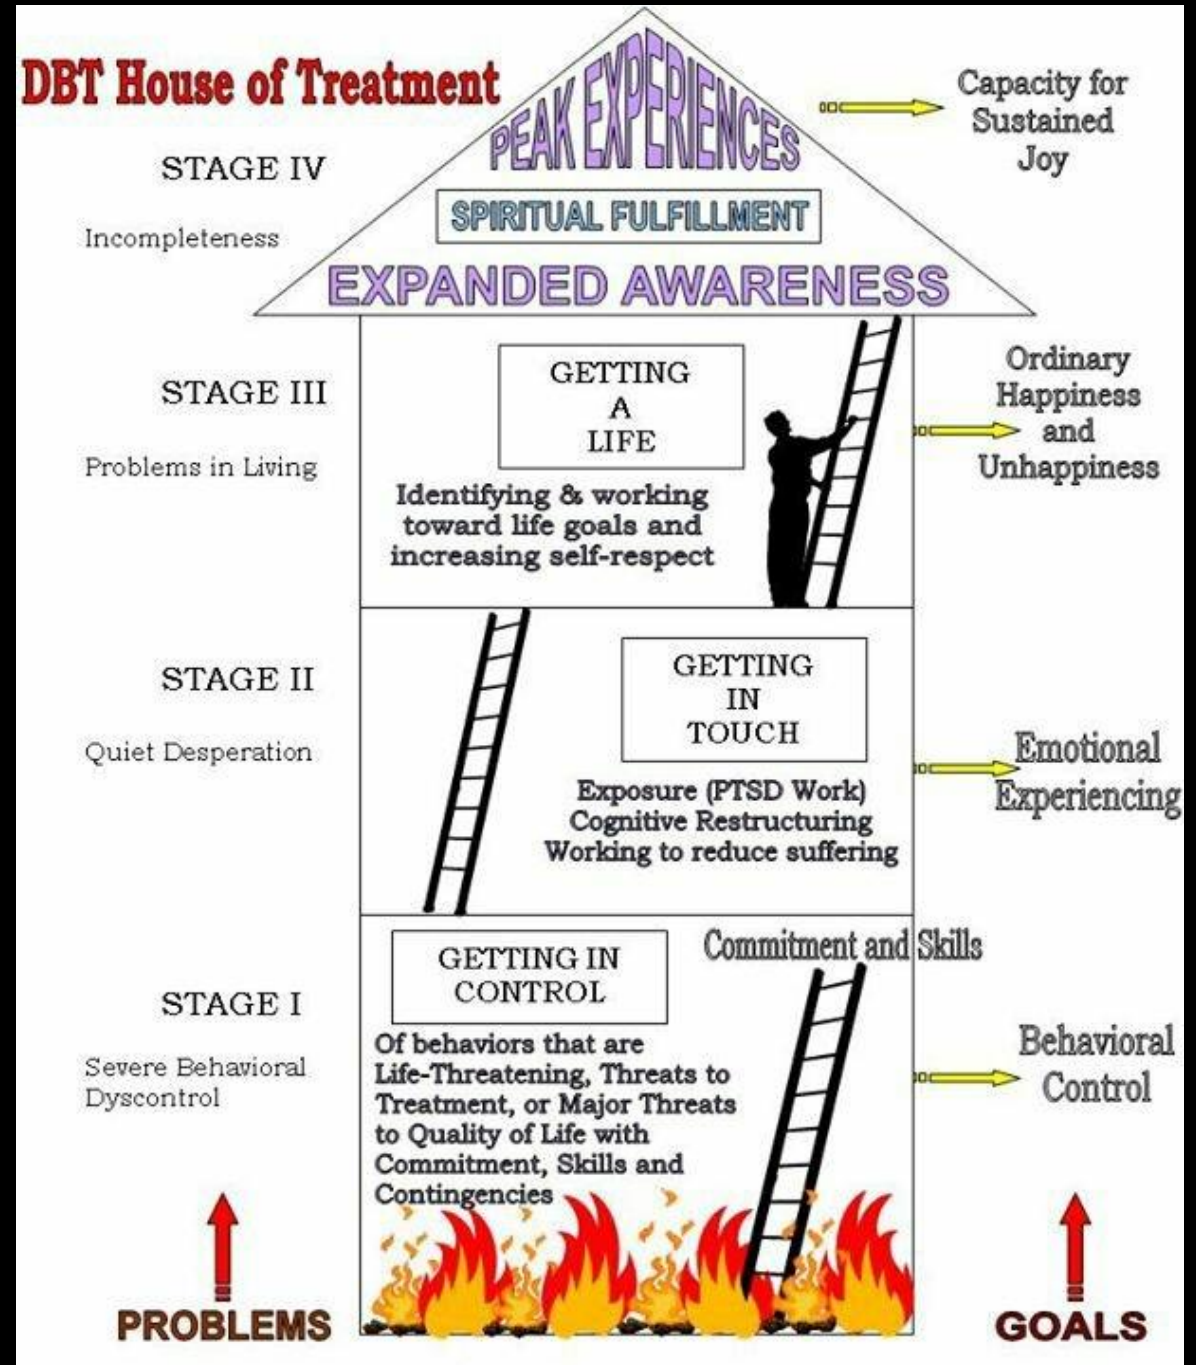 DBT House of Treatment
PEAK EXPERIENCES
Capacity for
Sustained
Joy
STAGE IV
SPIRITUAL FULFILLMENT
Incompleteness
EXPANDED AWARENESS
STAGE III
Problems in Living
GETTING
A
LIFE
Identifying & working
toward life goals and
increasing self-respect
Ordinary
Happiness
and
Unhappiness
STAGE II
Quiet Desperation
GETTING
IN
TOUCH
Exposure (PTSD Work)
Cognitive Restructuring
Working to reduce suffering
Emotional
Experiencing
STAGE I
Severe Behavioral
Dyscontrol
GETTING IN
CONTROL
Commitment and Skills
Of behaviors that are
Life-Threatening, Threats to
Treatment, or Major Threats
to Quality of Life with
Commitment, Skills and
Contingencies
Behavioral
Control
PROBLEMS
GOALS